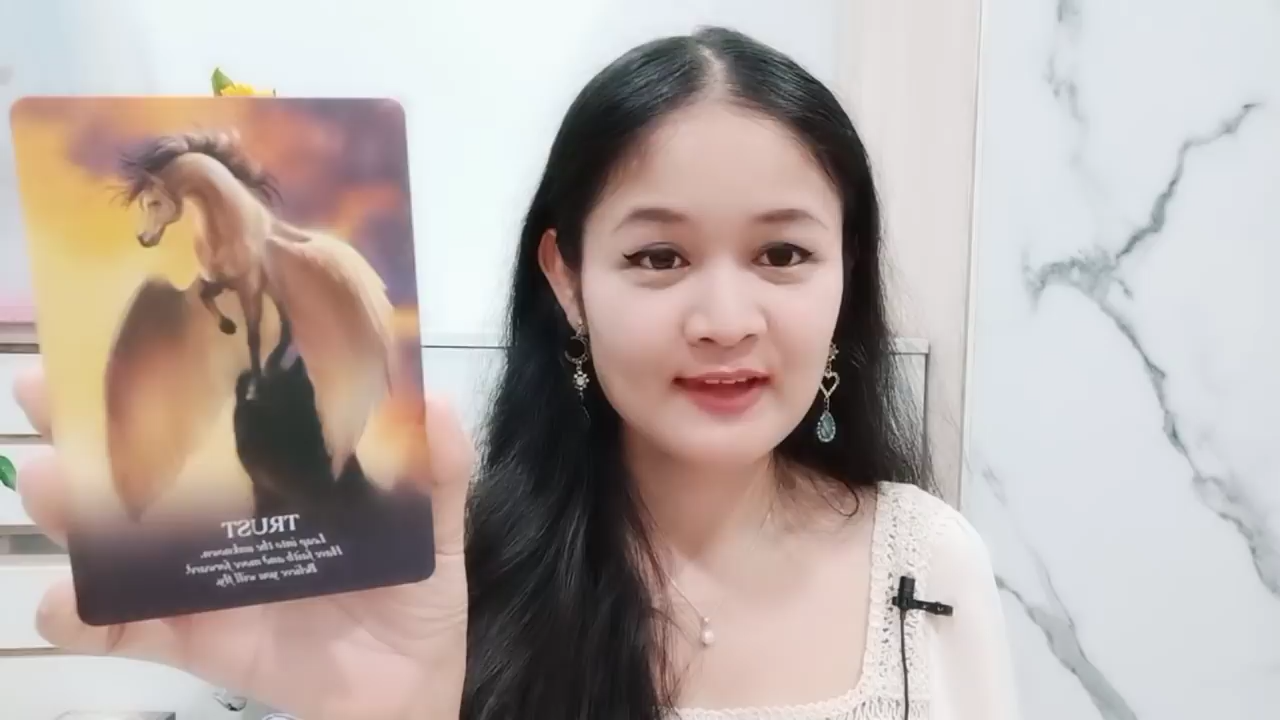 TRUST
Leap into the unknown.
Have faith and move forward.
Believe you will fly.